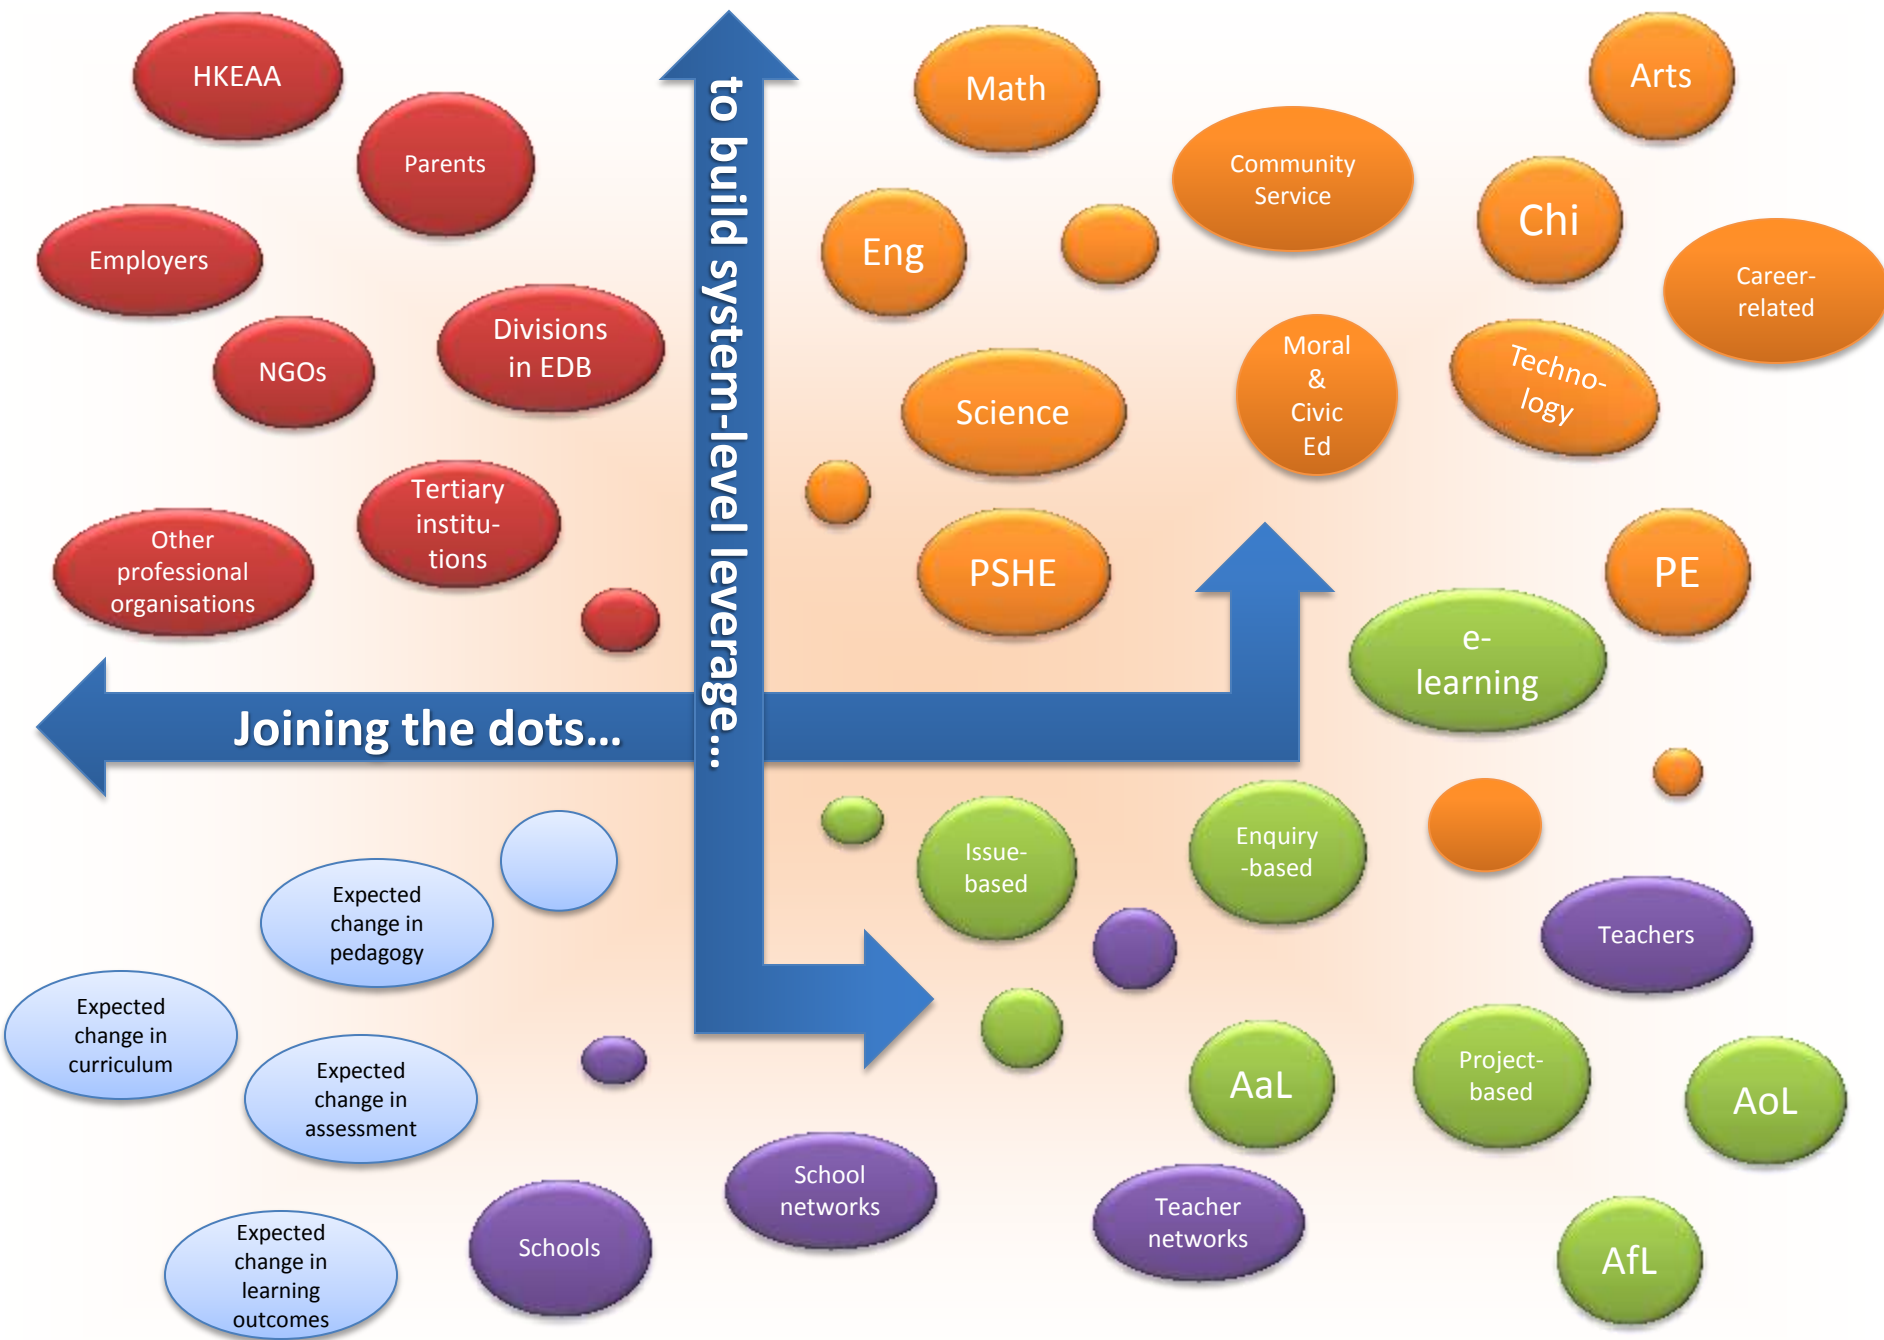 HKEAA
Parents
Employers
Divisions
in EDB
NGOs
Tertiary
institu-
tions
Other
professional
organisations
to build system-level leverage...
Math
Arts
Community
Service
Chi
Eng
Career-
related
Moral
&
Civic
Ed
Techno-
logy
Science
PSHE
PE
e-
learning
Joining the dots...
Issue-
based
Enquiry
-based
Teachers
Expected
change in
pedagogy
Expected
change in
curriculum
Expected
change in
assessment
Expected
change in
learning
outcomes
Schools
School
networks
Teacher
networks
AaL
Project-
based
AoL
AfL